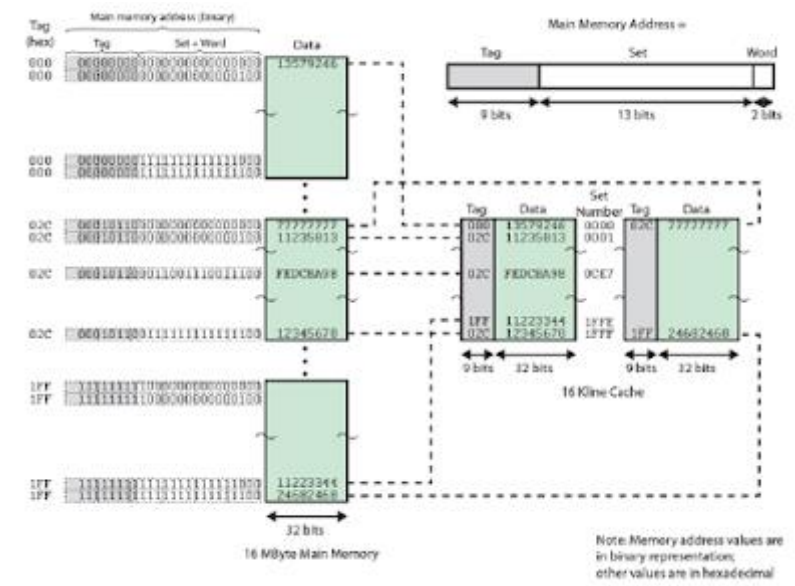 Main memory address (binary)
Tag
(hex)
Tag
Set + Word
Data
000
13579246
000
000
000
02C
77777777
02C
11235813
02C
FEDCBA98
02C
12345678
1FF
1FF
1FF
11223344
1FF
24682468
32 bits
16 MByte Main Memory
Main Memory Address =
Tag
Set
Word
9 bits
13 bits
2 bits
Tag
Data
Set
Number
Tag
Data
000
13579246
0000
02C
77777777
02C
11235813
0001
02C
FEDCBA98
0CE7
1FF
11223344
1FFE
02C
12345678
1FFF
1FF
24682468
9 bits
32 bits
9 bits
32 bits
16 Kline Cache
Note: Memory address values are
in binary representation;
other values are in hexadecimal